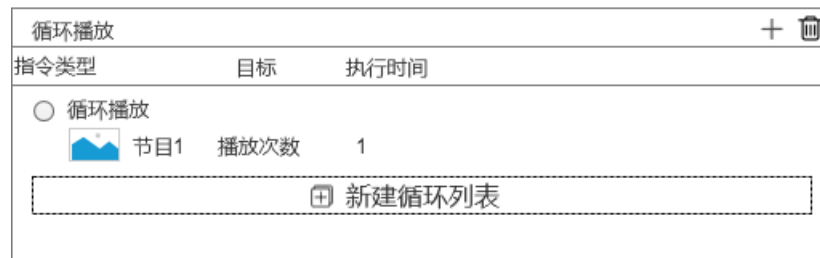 循环播放
指令类型 目标 执行时间
循环播放
节目1 播放次数 1
新建循环列表